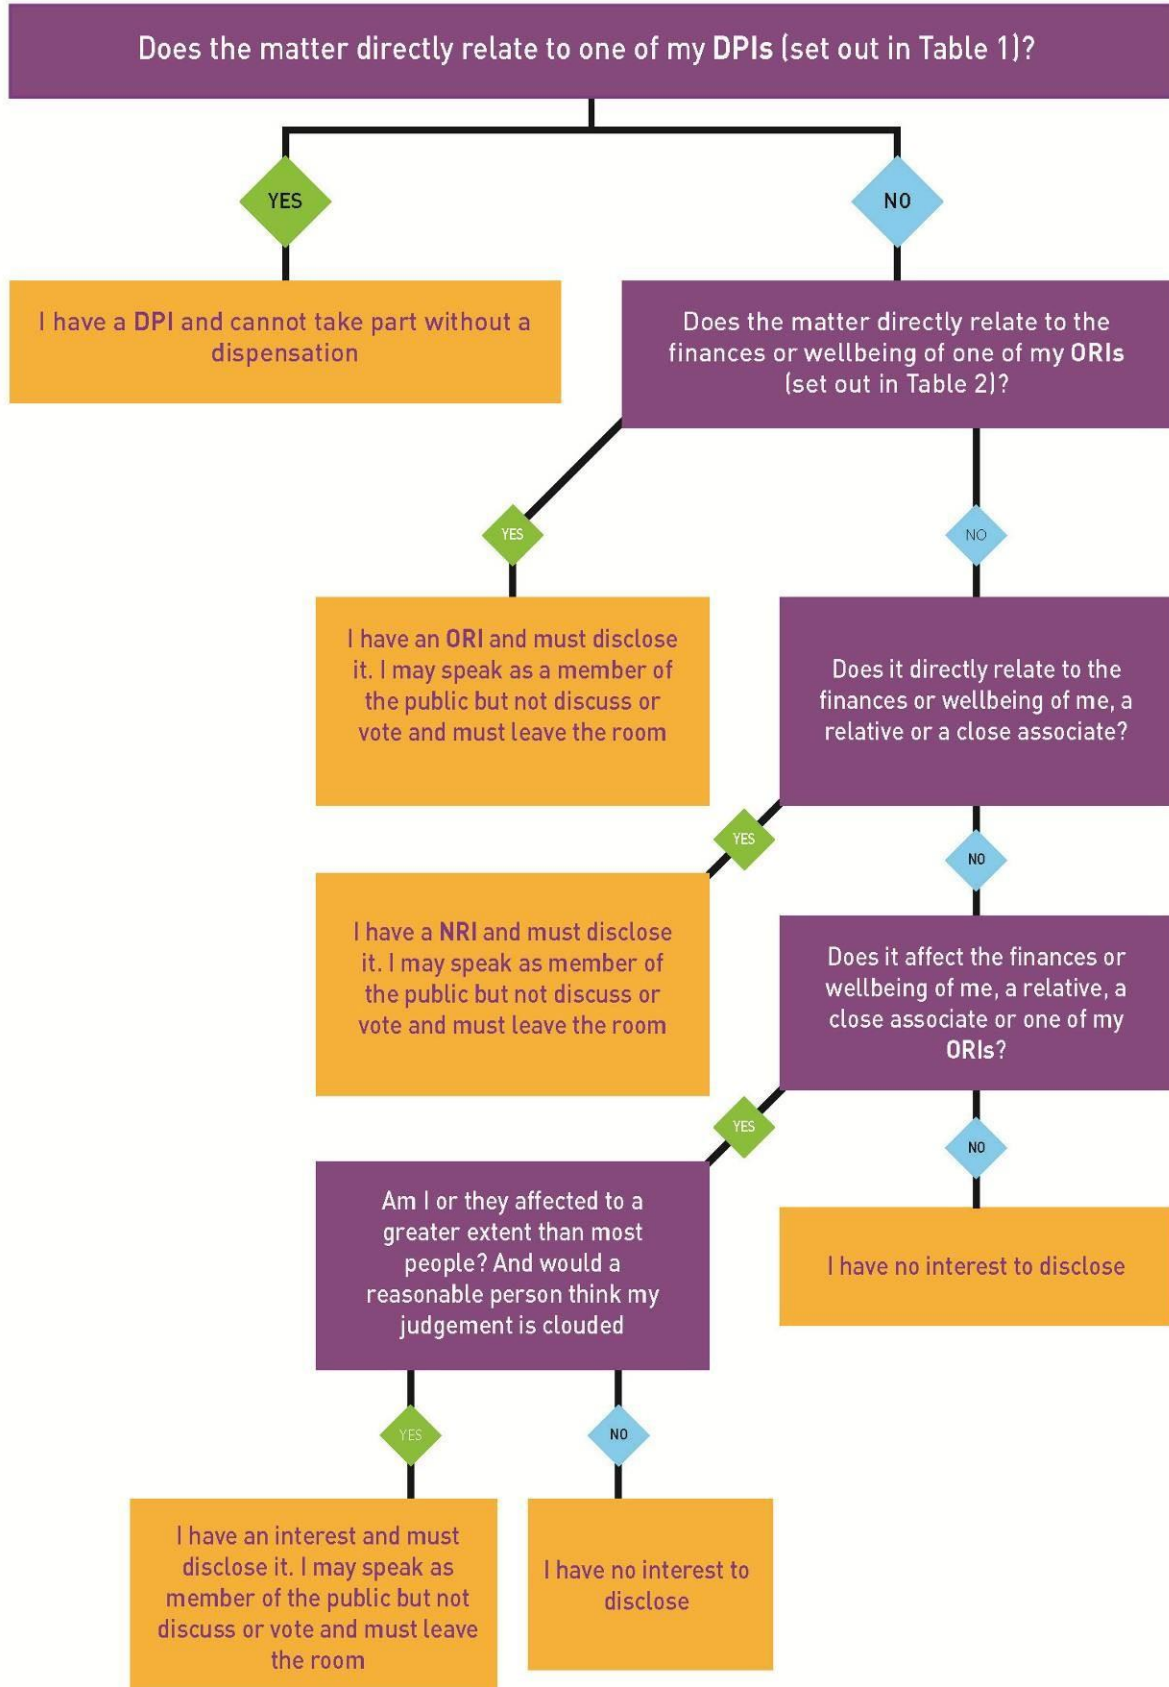 Does the matter directly relate to one of my DPIs (set out in Table 1)?
YES
NO
I have a DPI and cannot take part without a
dispensation
Does the matter directly relate to the
finances or wellbeing of one of my ORIs
(set out in Table 2)?
YES
NO
I have an ORI and must disclose
it. I may speak as a member of
the public but not discuss or
vote and must leave the room
Does it directly relate to the
finances or wellbeing of me, a
relative or a close associate?
YES
NO
I have a NRI and must disclose
it. I may speak as member of
the public but not discuss or
vote and must leave the room
Does it affect the finances or
wellbeing of me, a relative, a
close associate or one of my
ORIs?
YES
NO
Am I or they affected to a
greater extent than most
people? And would a
reasonable person think my
judgement is clouded
I have no interest to disclose
YES
NO
I have an interest and must
disclose it. I may speak as
member of the public but not
discuss or vote and must leave
the room
I have no interest to
disclose